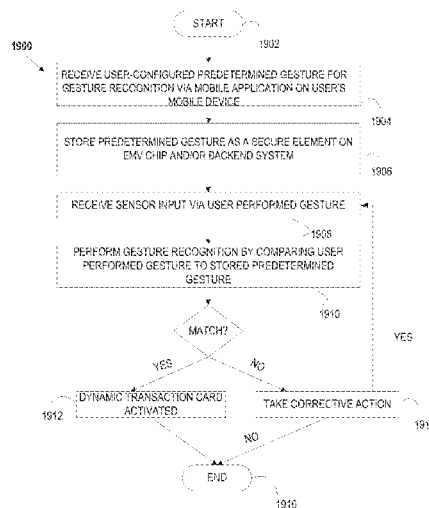 START
1902
1900
RECEIVE USER-CONFIGURED PREDETERMINED GESTURE FOR
GESTURE RECOGNITION VIA MOBILE APPLICATION ON USER'S
MOBILE DEVICE
1904
STORE PREDETERMINED GESTURE AS A SECURE ELEMENT ON
EMV CHIP AND/OR BACKEND SYSTEM
1906
RECEIVE SENSOR INPUT VIA USER PERFORMED GESTURE
1908
PERFORM GESTURE RECOGNITION BY COMPARING USER
PERFORMED GESTURE TO STORED PREDETERMINED
GESTURE
1910
MATCH?
YES
YES
NO
1912
DYNAMIC TRANSACTION CARD
ACTIVATED
TAKE CORRECTIVE ACTION
191
NO
END
1916